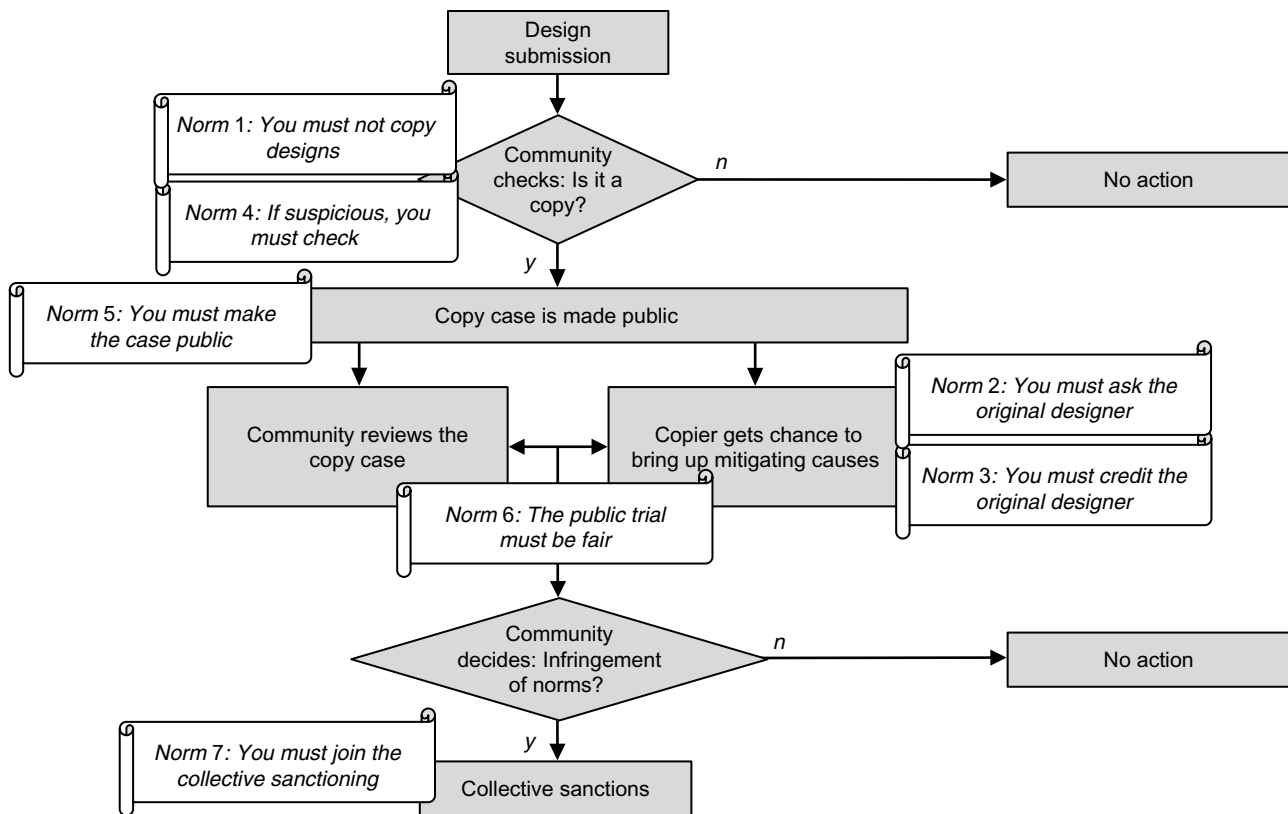 Design
submission
Norm 1: You must not copy
designs
Community
checks: Is it a
copy?
n
No action
Norm 4: If suspicious, you
must check
y
Norm 5: You must make
the case public
Copy case is made public
Norm 2: You must ask the
original designer
Community reviews the
copy case
Copier gets chance to
bring up mitigating causes
Norm 3: You must credit the
original designer
Norm 6: The public trial
must be fair
Community
decides: Infringement
of norms?
n
No action
y
Norm 7: You must join the
collective sanctioning
Collective sanctions